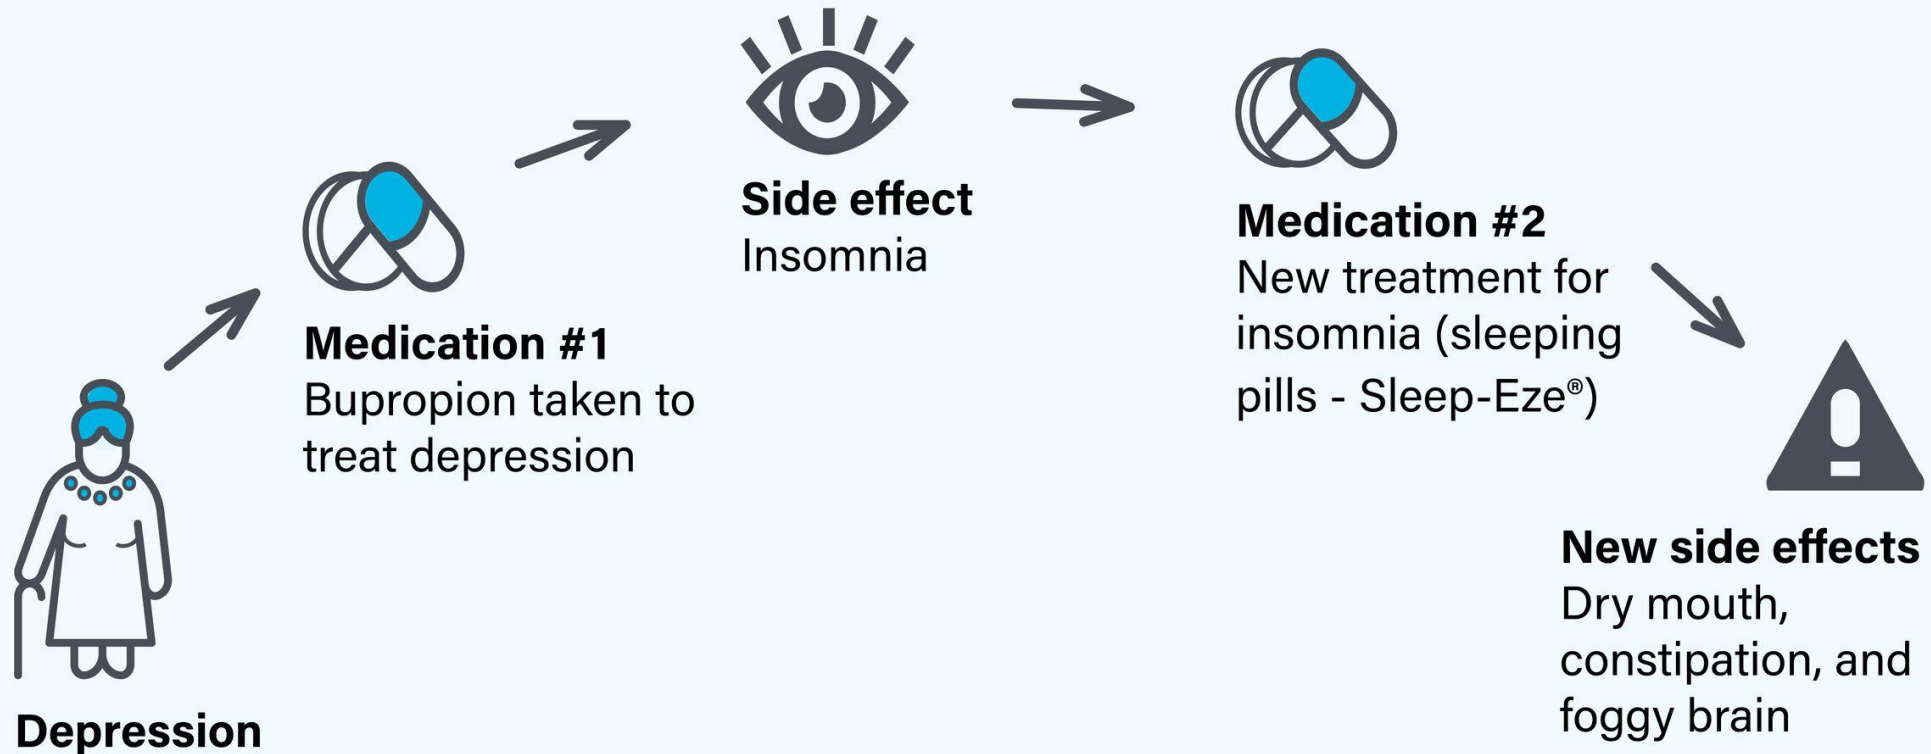 Depression
Medication #1
Bupropion taken to
treat depression
Side effect
Insomnia
Medication #2
New treatment for
insomnia (sleeping
pills - Sleep-Eze®)
New side effects
Dry mouth,
constipation, and
foggy brain